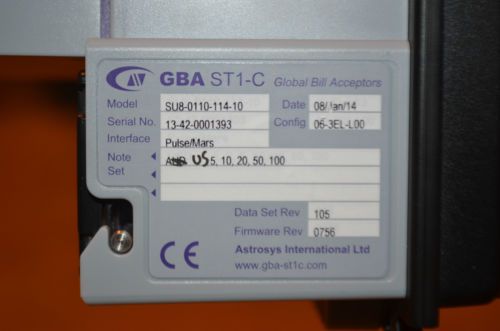 GBA ST1-C Global Bill Acceptors
Model SU8-0110-114-10 Date 08/Jan/14
Serial No. 13-42-0001393 Config 06-3EL-L00
Interface Pulse/Mars
Note US 5, 10, 20, 50, 100
Set
Data Set Rev 105
Firmware Rev 0756
CE Astrosys International Ltd
www.gba-st1c.com